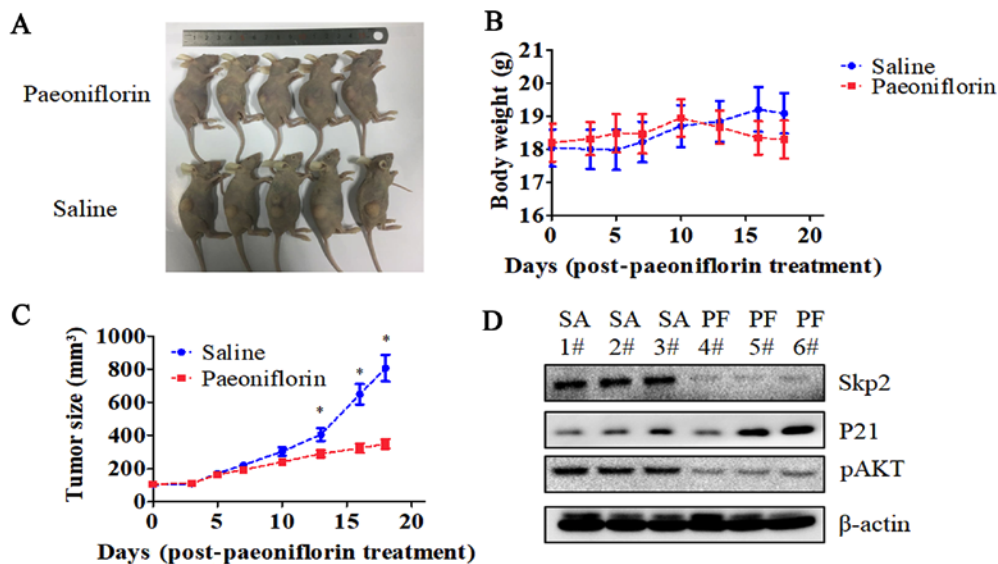 A
Paeoniflorin
Saline
B
Body weight (g)
21
20
19
18
17
16
0 5 10 15 20
Days (post-paeoniflorin treatment)
Saline
Paeoniflorin
C
Tumor size (mm³)
1000
800
600
400
200
0
0 5 10 15 20
Days (post-paeoniflorin treatment)
Saline
Paeoniflorin
* * *
D
SA SA SA PF PF PF
1# 2# 3# 4# 5# 6#
Skp2
P21
pAKT
β-actin